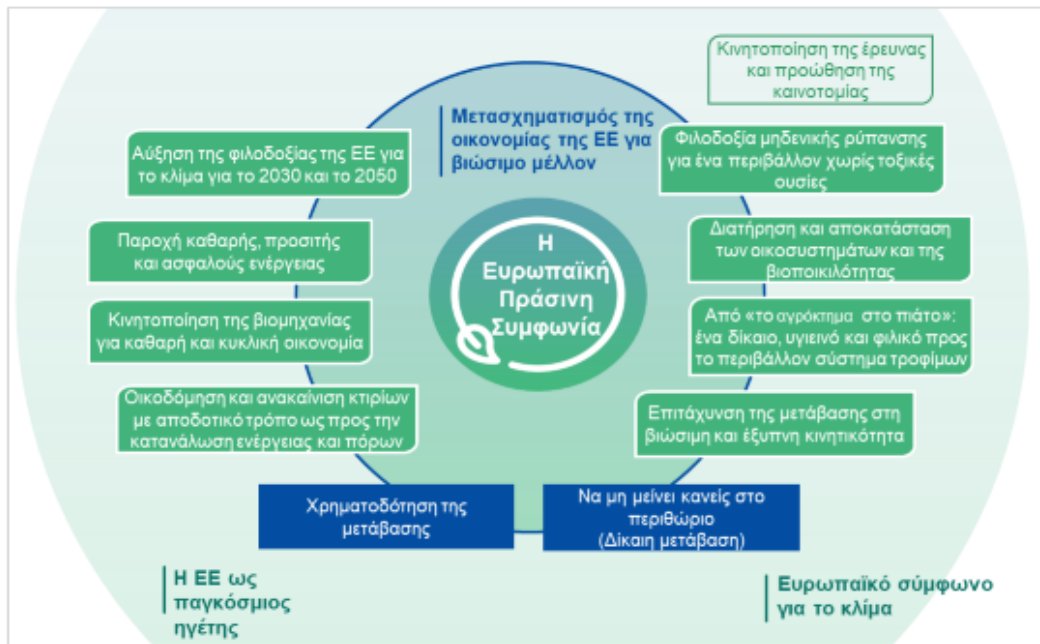 Κινητοποίηση της έρευνας
και προώθηση της
καινοτομίας
Μετασχηματισμός της
οικονομίας της ΕΕ για
βιώσιμο μέλλον
Αύξηση της φιλοδοξίας της ΕΕ για
το κλίμα για το 2030 και το 2050
Φιλοδοξία μηδενικής ρύπανσης
για ένα περιβάλλον χωρίς τοξικές
ουσίες
Παροχή καθαρής, προσιτής
και ασφαλούς ενέργειας
Διατήρηση και αποκατάσταση
των οικοσυστημάτων και της
βιοποικιλότητας
Η
Ευρωπαϊκή
Πράσινη
Συμφωνία
Κινητοποίηση της βιομηχανίας
για καθαρή και κυκλική οικονομία
Από «το αγρόκτημα στο πιάτο»:
ένα δίκαιο, υγιεινό και φιλικό προς
το περιβάλλον σύστημα τροφίμων
Οικοδόμηση και ανακαίνιση κτιρίων
με αποδοτικό τρόπο ως προς την
κατανάλωση ενέργειας και πόρων
Επιτάχυνση της μετάβασης στη
βιώσιμη και έξυπνη κινητικότητα
Χρηματοδότηση της
μετάβασης
Να μη μείνει κανείς στο
περιθώριο
(Δίκαιη μετάβαση)
Η ΕΕ ως
παγκόσμιος
ηγέτης
Ευρωπαϊκό σύμφωνο
για το κλίμα